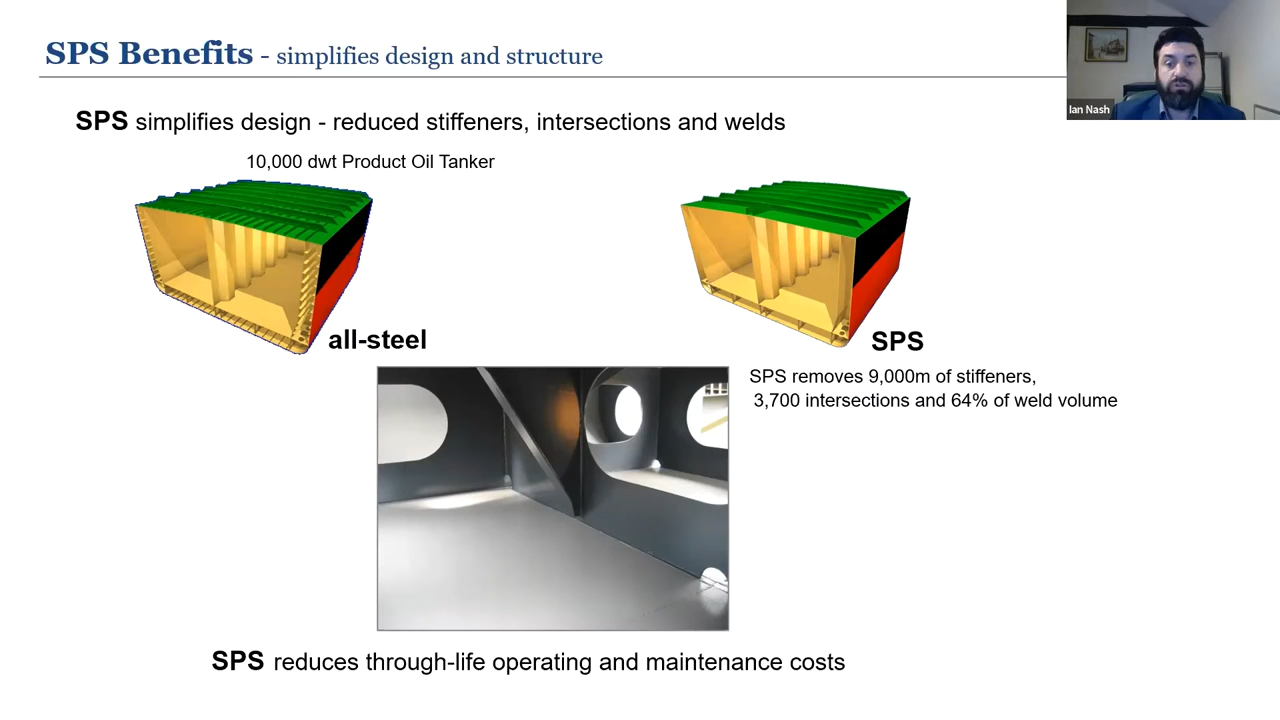 SPS Benefits - simplifies design and structure
Ian Nash
SPS simplifies design - reduced stiffeners, intersections and welds
10,000 dwt Product Oil Tanker
all-steel
SPS
SPS removes 9,000m of stiffeners,
3,700 intersections and 64% of weld volume
SPS reduces through-life operating and maintenance costs